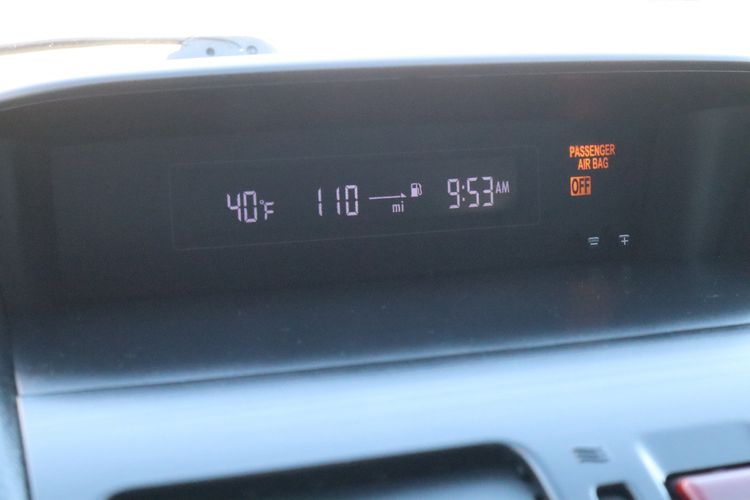 40°F 110 mi 9:53 AM
PASSENGER
AIR BAG
OFF
- +